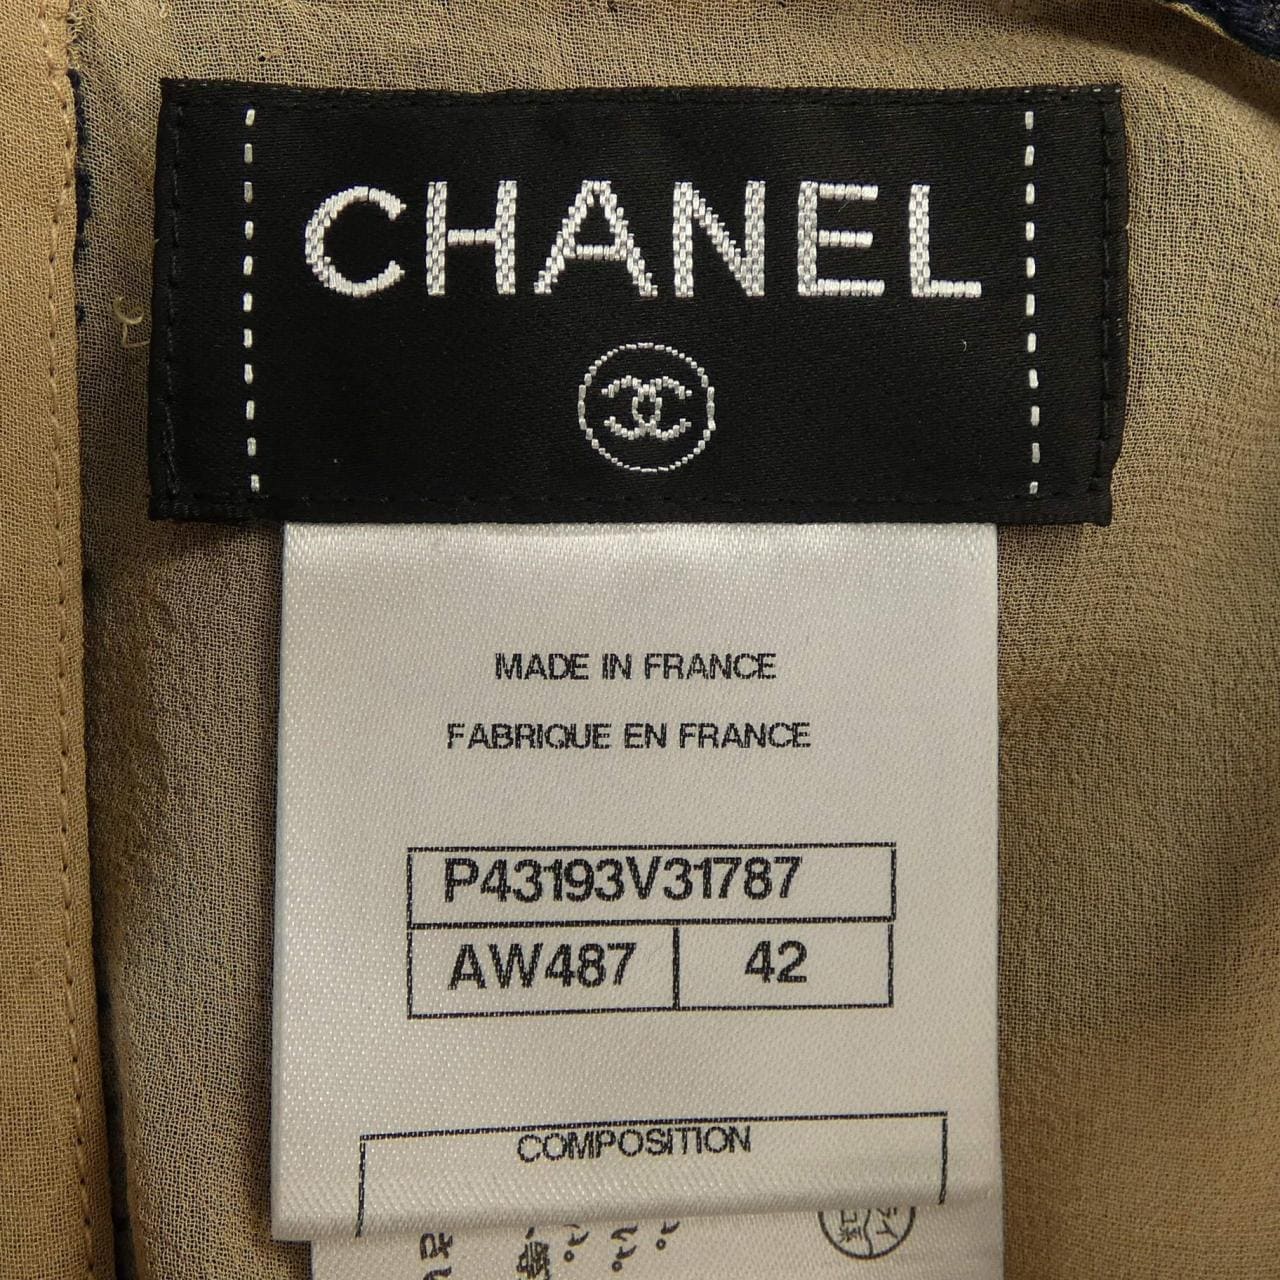 CHANEL
MADE IN FRANCE
FABRIQUE EN FRANCE
P43193V31787
AW487 42
COMPOSITION